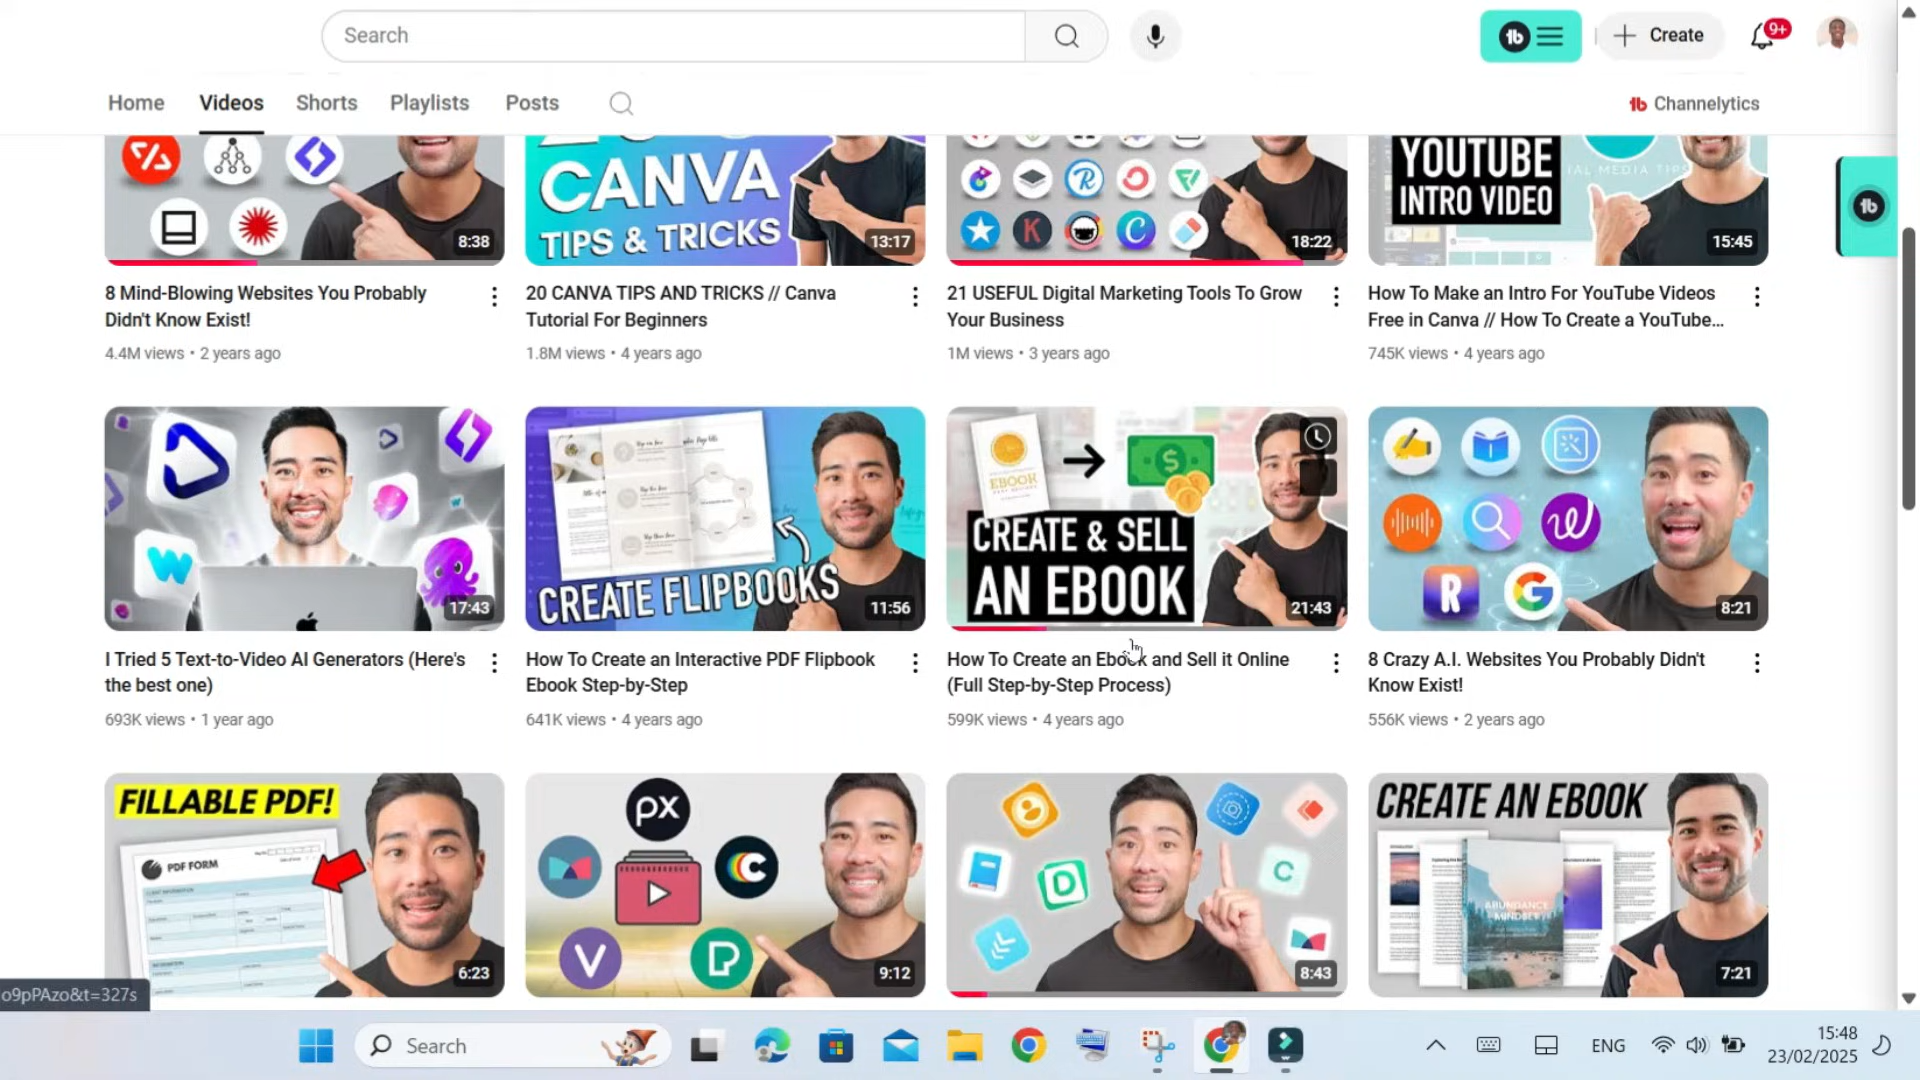 Search
Create
9+
Home
Videos
Shorts
Playlists
Posts
Channelytics
8:38
CANVA
TIPS & TRICKS
13:17
18:22
YOUTUBE
INTRO VIDEO
IAL MEDIA TIPS
15:45
8 Mind-Blowing Websites You Probably
Didn't Know Exist!
4.4M views • 2 years ago
20 CANVA TIPS AND TRICKS // Canva
Tutorial For Beginners
1.8M views • 4 years ago
21 USEFUL Digital Marketing Tools To Grow
Your Business
1M views • 3 years ago
How To Make an Intro For YouTube Videos
Free in Canva // How To Create a YouTube...
745K views • 4 years ago
17:43
CREATE FLIPBOOKS
11:56
EBOOK
CREATE & SELL
AN EBOOK
21:43
8:21
I Tried 5 Text-to-Video AI Generators (Here's
the best one)
693K views • 1 year ago
How To Create an Interactive PDF Flipbook
Ebook Step-by-Step
641K views • 4 years ago
How To Create an Ebook and Sell it Online
(Full Step-by-Step Process)
599K views • 4 years ago
8 Crazy A.I. Websites You Probably Didn't
Know Exist!
556K views • 2 years ago
FILLABLE PDF!
PDF FORM
6:23
px
9:12
8:43
CREATE AN EBOOK
ABUNDANCE
MINDSET
7:21
o9pPAzo&t=327s
Search
ENG
15:48
23/02/2025